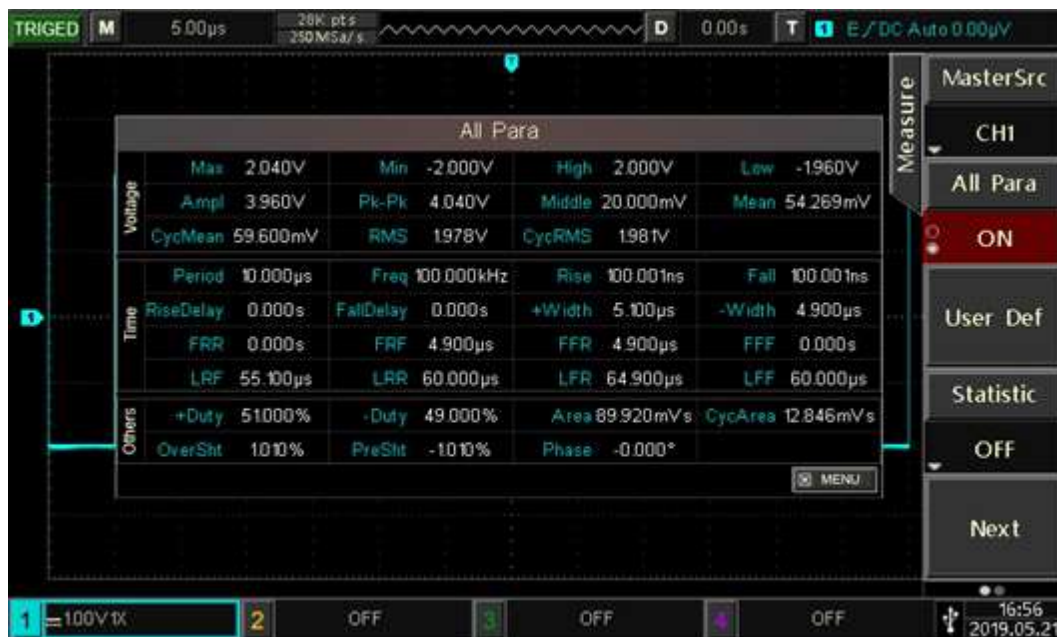 TRIGED M 5.00µs 28K pts 250MSa/s D 0.00s T 1 E DC Auto 0.00µV
Measure
MasterSrc
CH1
All Para
ON
User Def
Statistic
OFF
Next
All Para
Voltage
Max 2.040V Min -2.000V High 2.000V Low -1.960V
Ampl 3.960V Pk-Pk 4.040V Middle 20.000mV Mean 54.269mV
CycMean 59.600mV RMS 1.978V CycRMS 1.981V
Time
Period 10.000µs Freq 100.000kHz Rise 100.001ns Fall 100.001ns
RiseDelay 0.000s FallDelay 0.000s +Width 5.100µs -Width 4.900µs
FRR 0.000s FRF 4.900µs FFR 4.900µs FFF 0.000s
LRF 55.100µs LRR 60.000µs LFR 64.900µs LFF 60.000µs
Others
+Duty 51.000% -Duty 49.000% Area 89.920mVs CycArea 12.846mVs
OverSht 1.010% PreSht -1.010% Phase -0.000°
MENU
T
1
1 1.00V 1X 2 OFF 3 OFF 4 OFF
16:56
2019.05.21